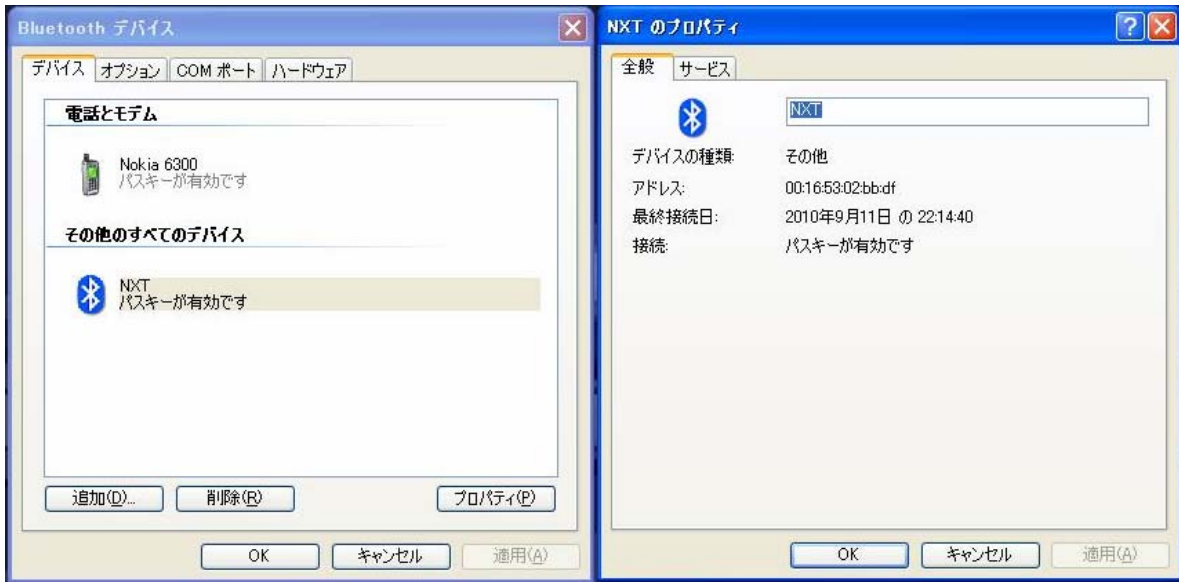 Bluetooth デバイス
デバイス オプション COM ポート ハードウェア
電話とモデム
Nokia 6300
パスキーが有効です
その他のすべてのデバイス
NXT
パスキーが有効です
追加(D)... 削除(R) プロパティ(P)
OK キャンセル 適用(A)
NXT のプロパティ
全般 サービス
NXT
デバイスの種類: その他
アドレス: 00:16:53:02:bb:df
最終接続日: 2010年9月11日 の 22:14:40
接続: パスキーが有効です
OK キャンセル 適用(A)